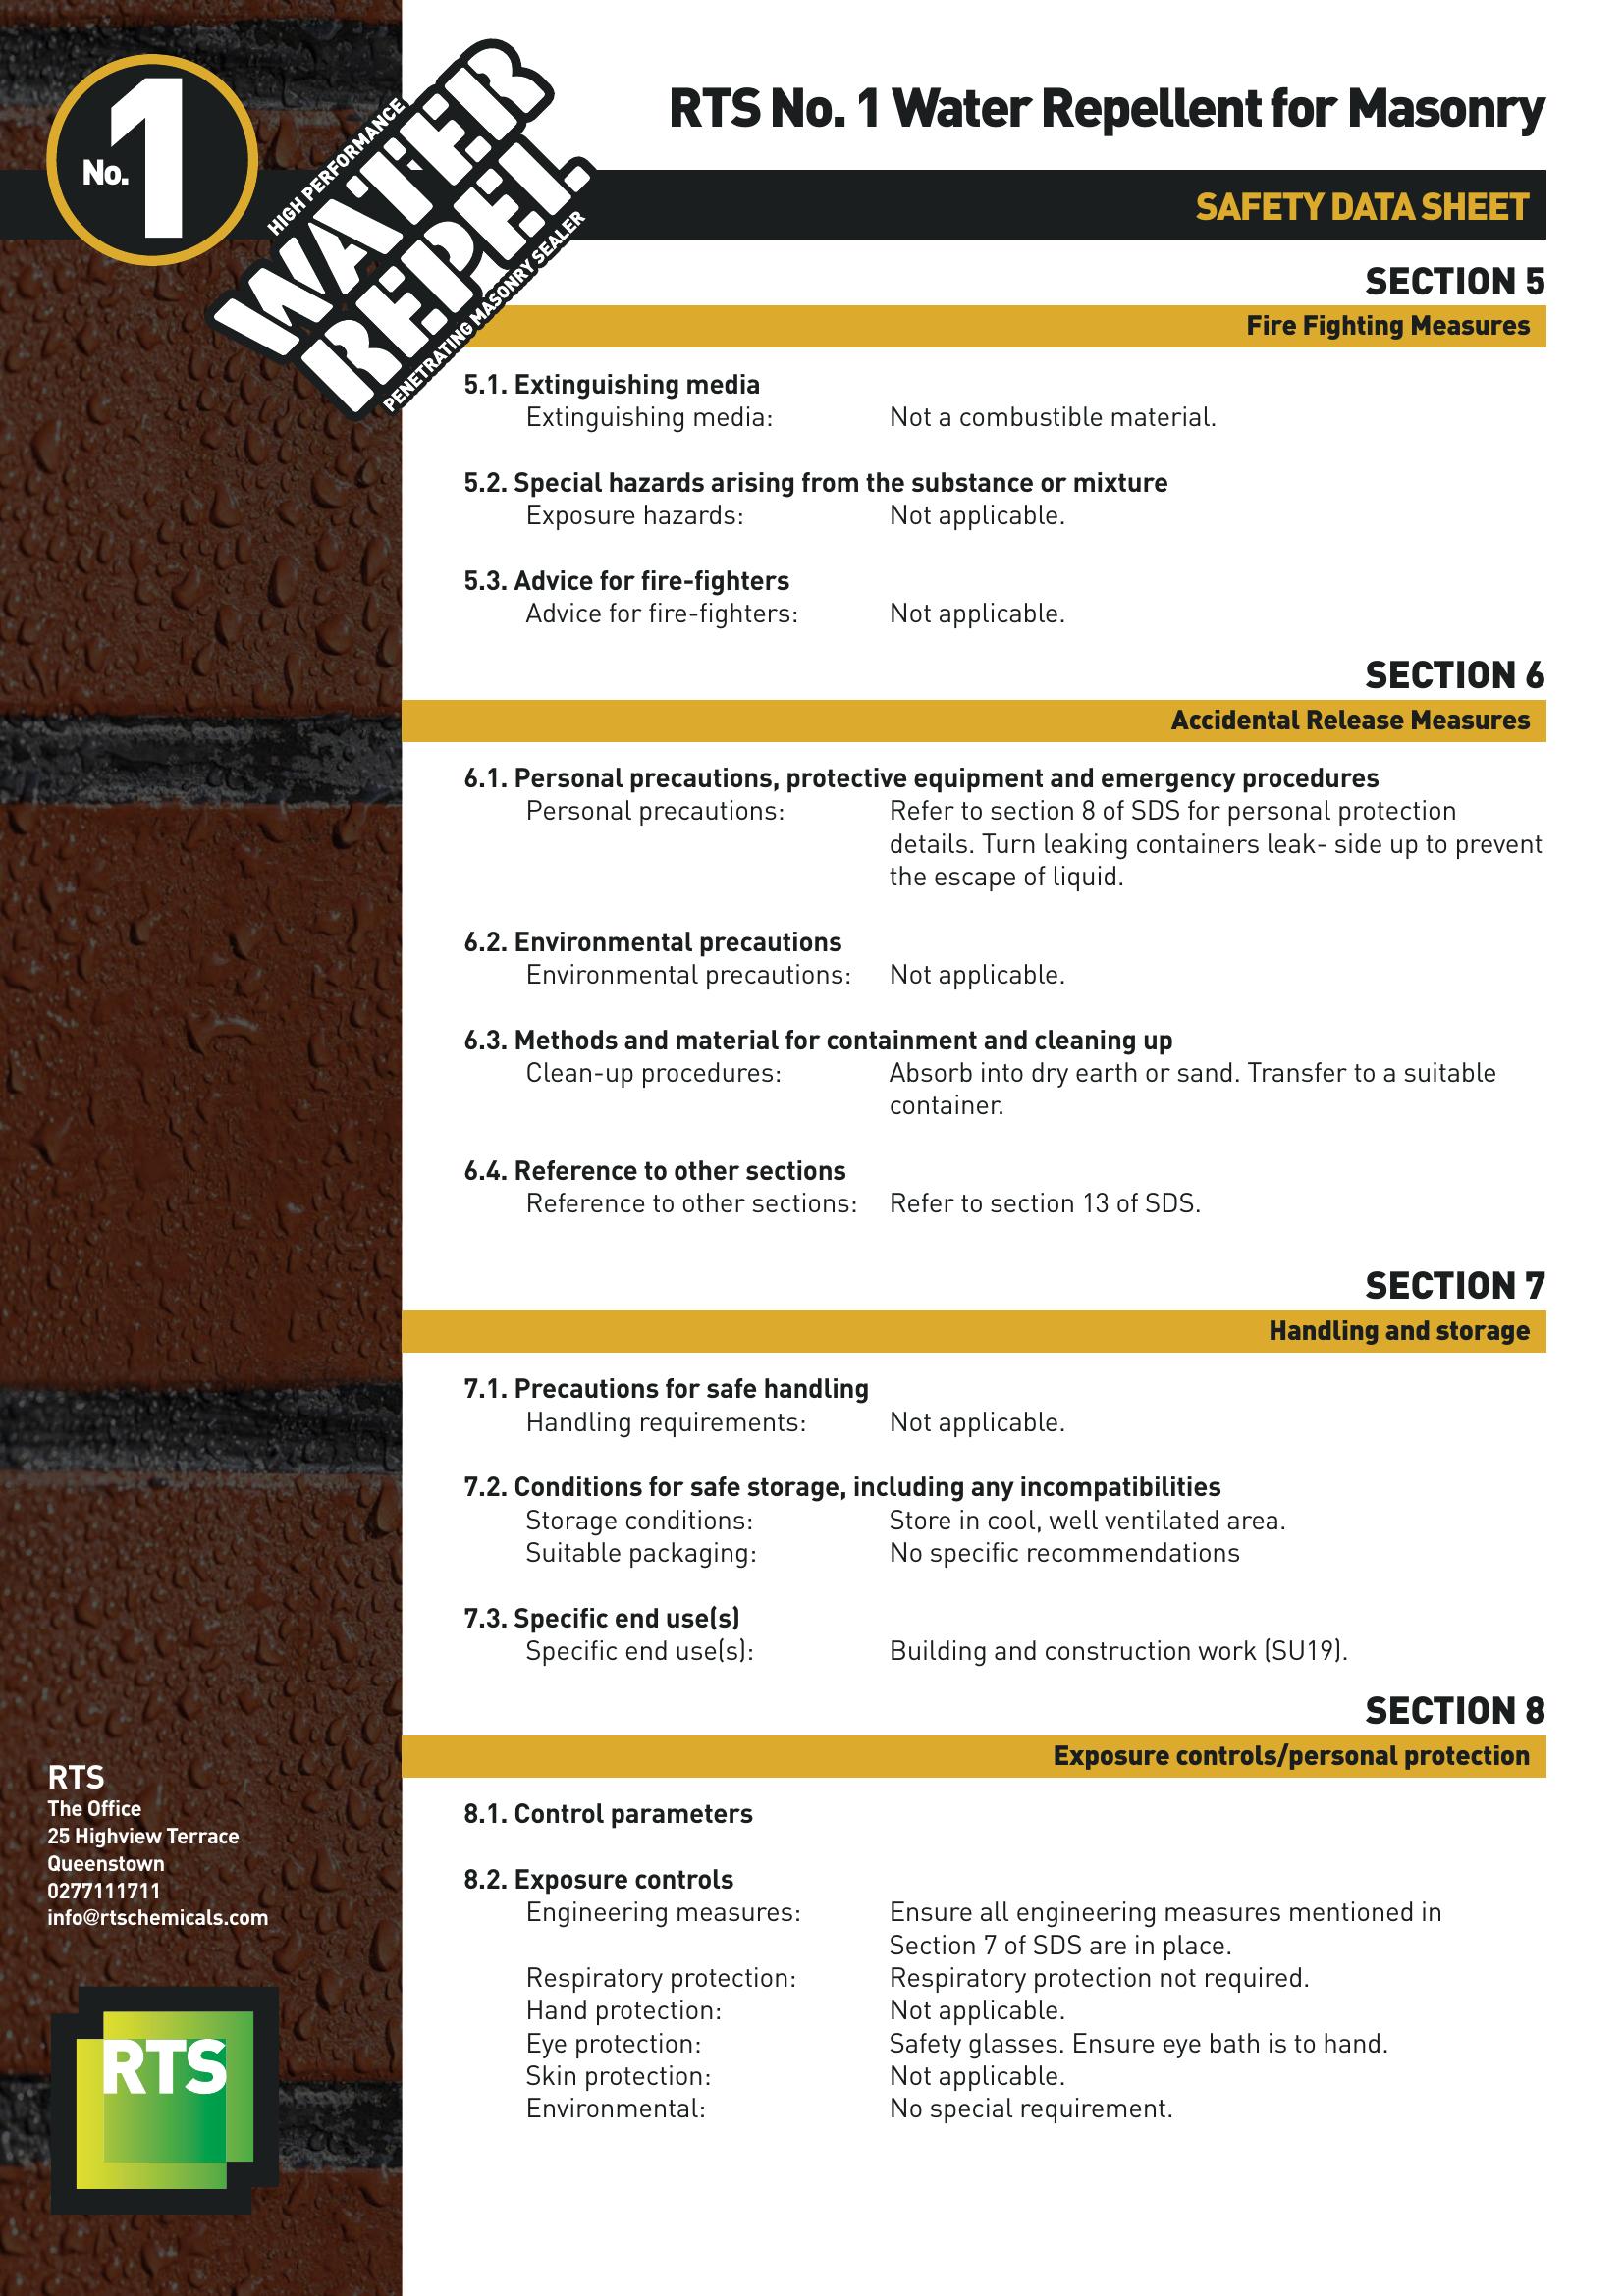 No. 1
HIGH PERFORMANCE
WATER
REPEL
PENETRATING MASONRY SEALER
RTS No. 1 Water Repellent for Masonry
SAFETY DATA SHEET
SECTION 5
Fire Fighting Measures
5.1. Extinguishing media
Extinguishing media: Not a combustible material.
5.2. Special hazards arising from the substance or mixture
Exposure hazards: Not applicable.
5.3. Advice for fire-fighters
Advice for fire-fighters: Not applicable.
SECTION 6
Accidental Release Measures
6.1. Personal precautions, protective equipment and emergency procedures
Personal precautions: Refer to section 8 of SDS for personal protection
details. Turn leaking containers leak- side up to prevent
the escape of liquid.
6.2. Environmental precautions
Environmental precautions: Not applicable.
6.3. Methods and material for containment and cleaning up
Clean-up procedures: Absorb into dry earth or sand. Transfer to a suitable
container.
6.4. Reference to other sections
Reference to other sections: Refer to section 13 of SDS.
SECTION 7
Handling and storage
7.1. Precautions for safe handling
Handling requirements: Not applicable.
7.2. Conditions for safe storage, including any incompatibilities
Storage conditions: Store in cool, well ventilated area.
Suitable packaging: No specific recommendations
7.3. Specific end use(s)
Specific end use(s): Building and construction work (SU19).
SECTION 8
Exposure controls/personal protection
8.1. Control parameters
8.2. Exposure controls
Engineering measures: Ensure all engineering measures mentioned in
Section 7 of SDS are in place.
Respiratory protection: Respiratory protection not required.
Hand protection: Not applicable.
Eye protection: Safety glasses. Ensure eye bath is to hand.
Skin protection: Not applicable.
Environmental: No special requirement.
RTS
The Office
25 Highview Terrace
Queenstown
0277111711
info@rtschemicals.com
RTS